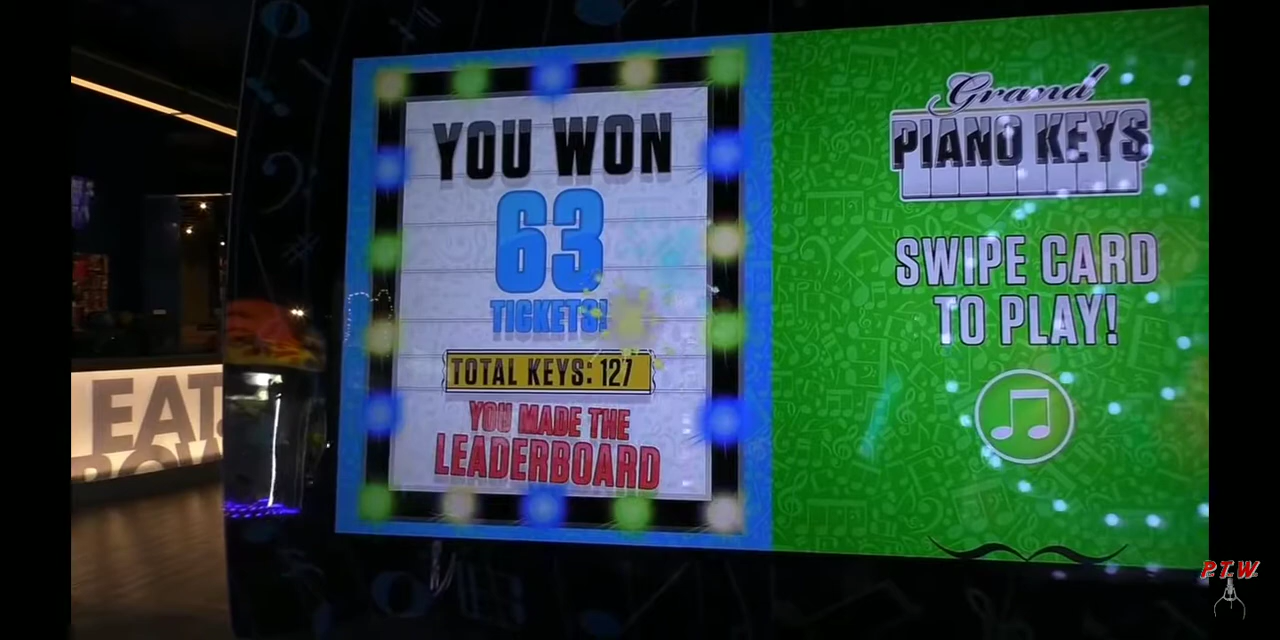 YOU WON
63
TICKETS!
TOTAL KEYS: 127
YOU MADE THE
LEADERBOARD
Grand
PIANO KEYS
SWIPE CARD
TO PLAY!
EAT
P.T.W